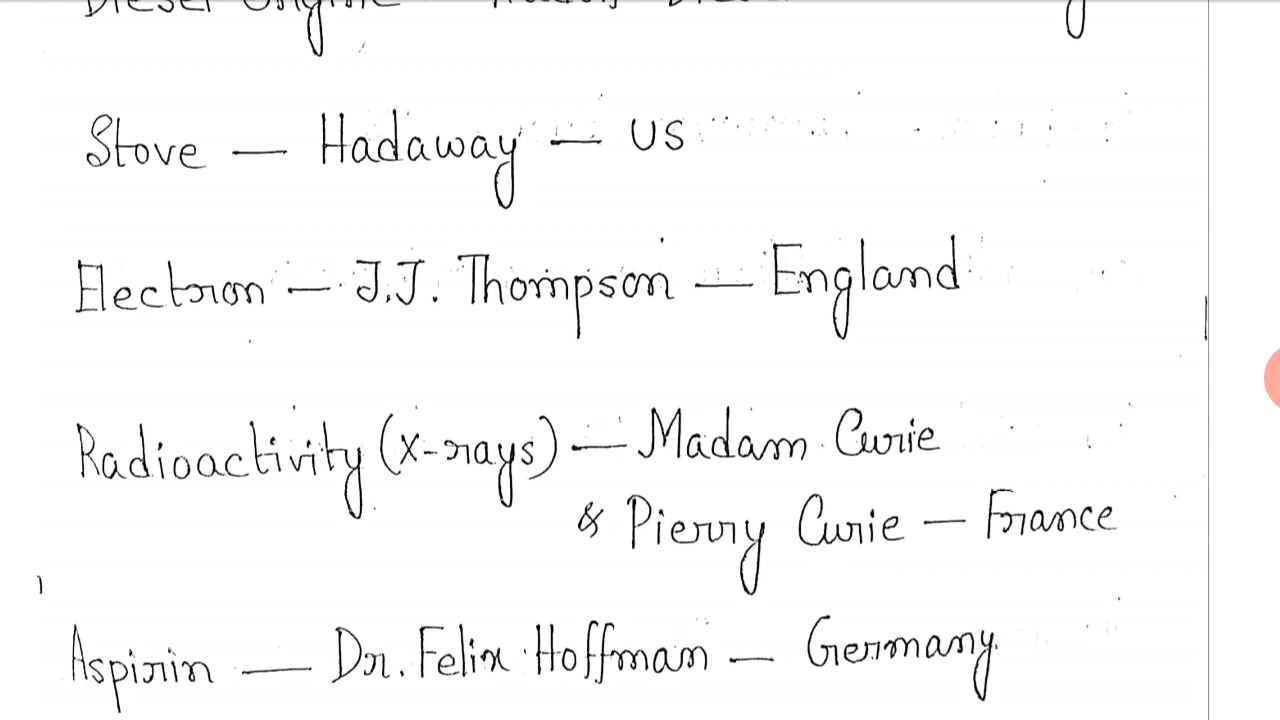 Stove — Hadaway — US
Electron — J.J. Thompson — England
Radioactivity (x-rays) — Madam Curie
& Pierry Curie — France
Aspirin — Dr. Felix Hoffman — Germany